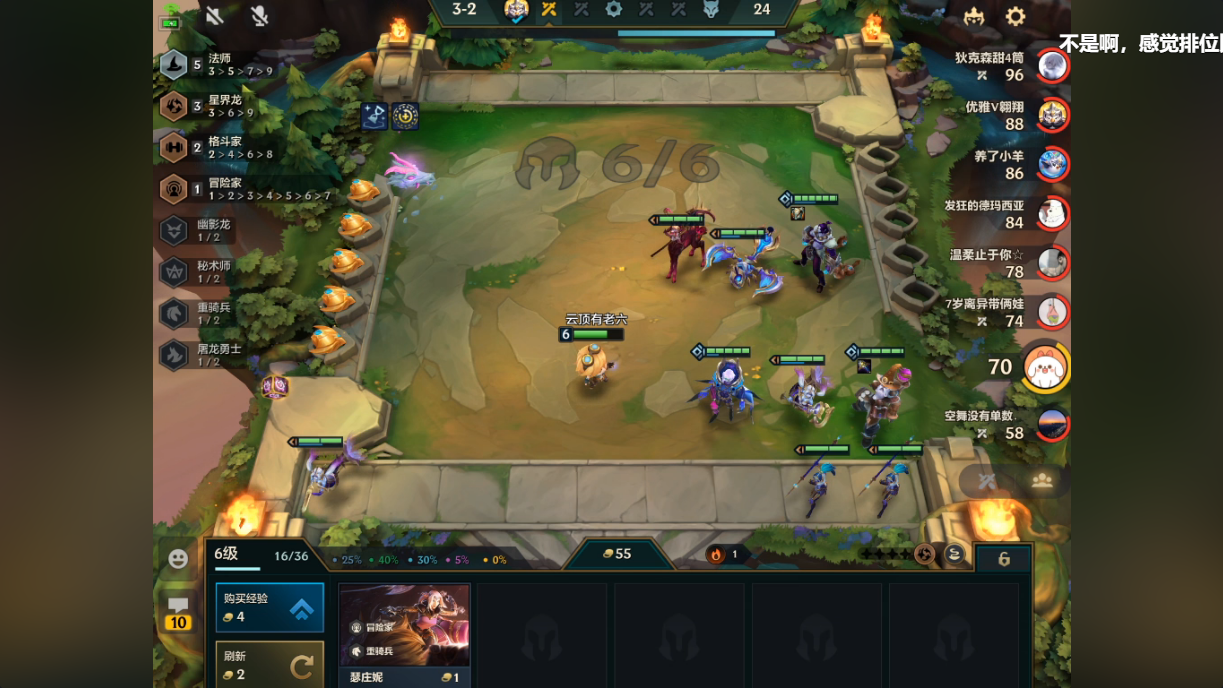 3-2
24
不是啊，感觉排位
5 法师
3 > 5 > 7 > 9
3 星界龙
3 > 6 > 9
2 格斗家
2 > 4 > 6 > 8
1 冒险家
1 > 2 > 3 > 4 > 5 > 6 > 7
幽影龙
1 / 2
秘术师
1 / 2
重骑兵
1 / 2
屠龙勇士
1 / 2
6/6
云顶有老六
6
狄克森甜4筒
96
优雅V翱翔
88
养了小羊
86
发狂的德玛西亚
84
温柔止于你☆
78
7岁离异带俩娃
74
70
空舞没有单数.
58
6级
16/36
25% 40% 30% 5% 0%
55
1
6
10
购买经验
4
刷新
2
冒险家
重骑兵
瑟庄妮
1